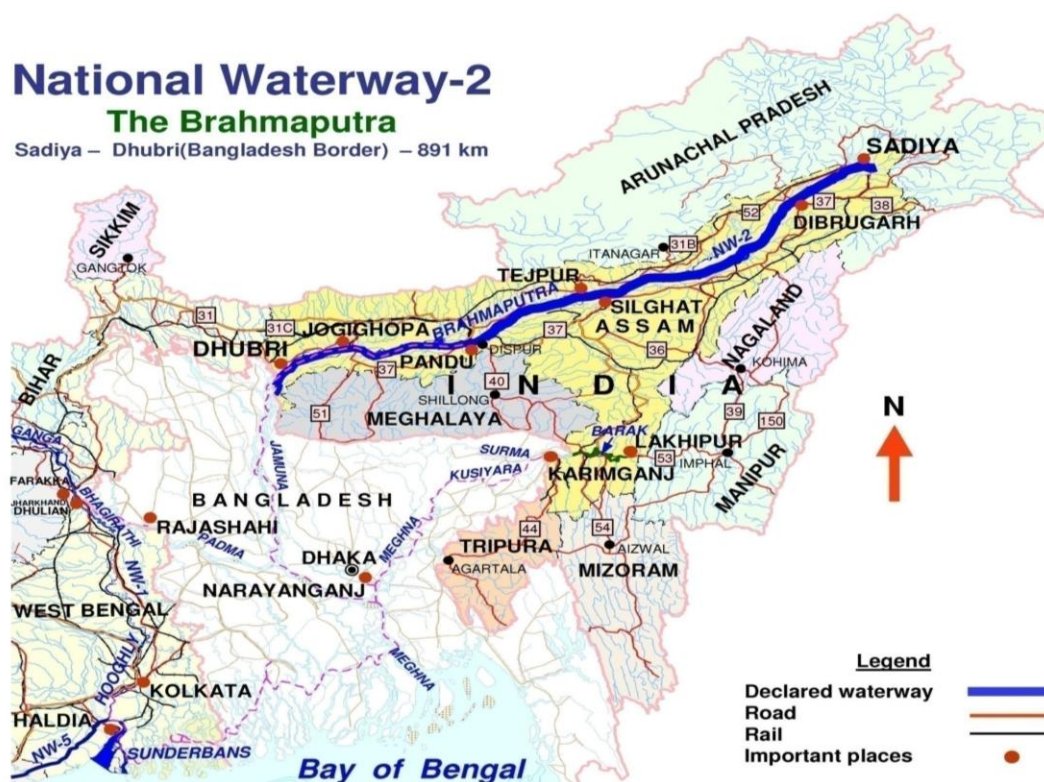 National Waterway-2
The Brahmaputra
Sadiya – Dhubri(Bangladesh Border) – 891 km
ARUNACHAL PRADESH
SADIYA
37
38
DIBRUGARH
52
31B
ITANAGAR
NW-2
SIKKIM
GANGTOK
TEJPUR
BRAHMAPUTRA
SILGHAT
ASSAM
31
31C
JOGIGHOPA
DHUBRI
37
PANDU
DISPUR
37
36
NAGALAND
KOHIMA
BIHAR
INDIA
40
SHILLONG
51
MEGHALAYA
39
150
N
BARAK
LAKHIPUR
SURMA
KUSIYARA
KARIMGANJ
53
IMPHAL
MANIPUR
GANGA
FARAKKA
JHARKHAND
DHULIAN
BHAGIRATHI
JAMUNA
BANGLADESH
RAJASHAHI
PADMA
MEGHNA
DHAKA
NARAYANGANJ
44
TRIPURA
AGARTALA
54
AIZWAL
MIZORAM
NW-1
WEST BENGAL
HOOGHLY
KOLKATA
MEGHNA
HALDIA
NW-5
SUNDERBANS
Bay of Bengal
Legend
Declared waterway
Road
Rail
Important places